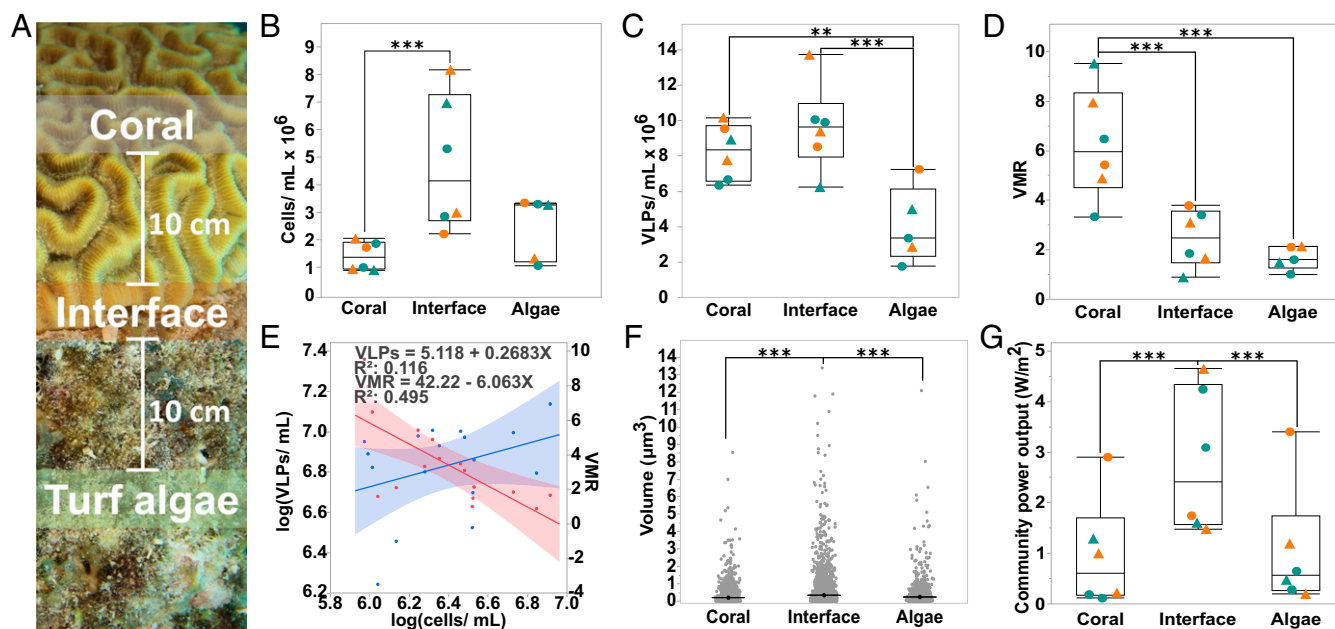 A
Coral
10 cm
Interface
10 cm
Turf algae
B
***
Cells/ mL x 10⁶
9
8
7
6
5
4
3
2
1
0
Coral Interface Algae
C
**
***
VLPs/ mL x 10⁶
14
12
10
8
6
4
2
0
Coral Interface Algae
D
***
***
VMR
10
8
6
4
2
0
Coral Interface Algae
E
VLPs = 5.118 + 0.2683X
R²: 0.116
VMR = 42.22 - 6.063X
R²: 0.495
log(VLPs/ mL)
7.4
7.2
7.0
6.8
6.6
6.4
6.2
10
8
6
4
2
0
-2
-4
VMR
5.8 6.0 6.2 6.4 6.6 6.8 7.0
log(cells/ mL)
F
***
***
Volume (µm³)
15
14
13
12
11
10
9
8
7
6
5
4
3
2
1
0
Coral Interface Algae
G
***
***
Community power output (W/m²)
5
4
3
2
1
0
Coral Interface Algae